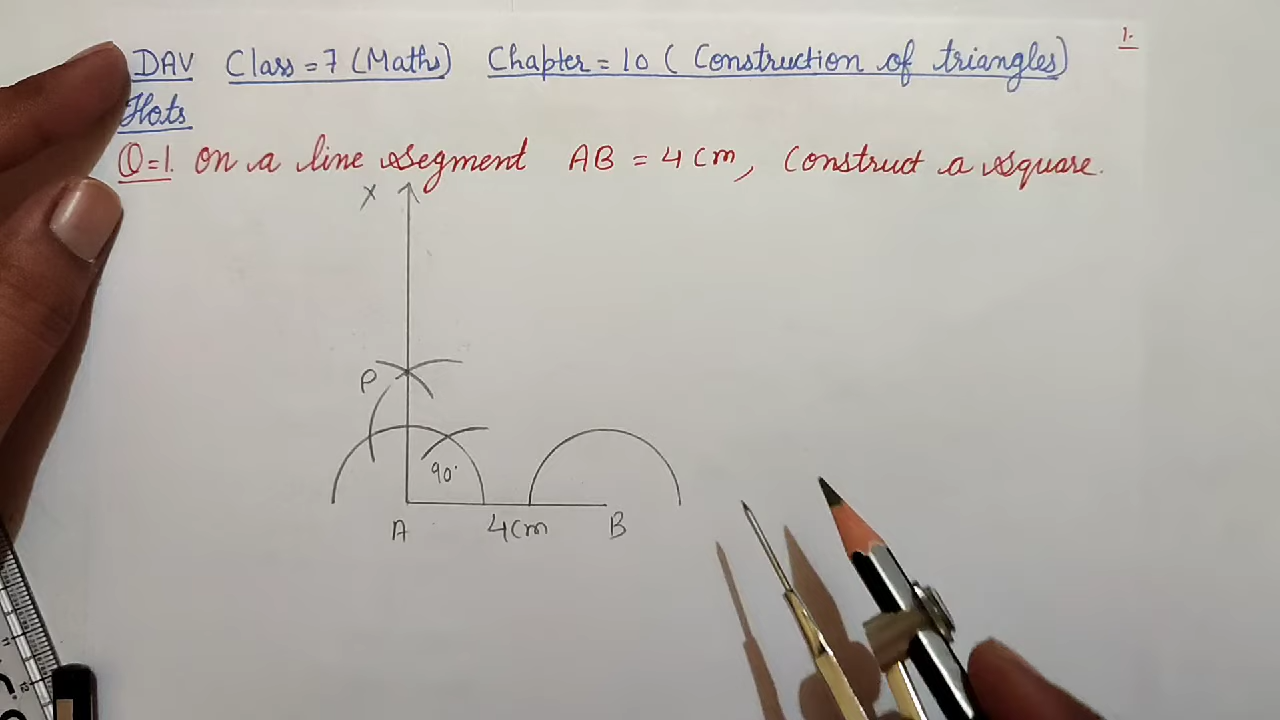 1.
DAV Class = 7 (Maths) Chapter = 10 ( Construction of triangles)
Hots
Q=1. On a line segment AB = 4 cm, Construct a square.
X
P
90°
A 4cm B